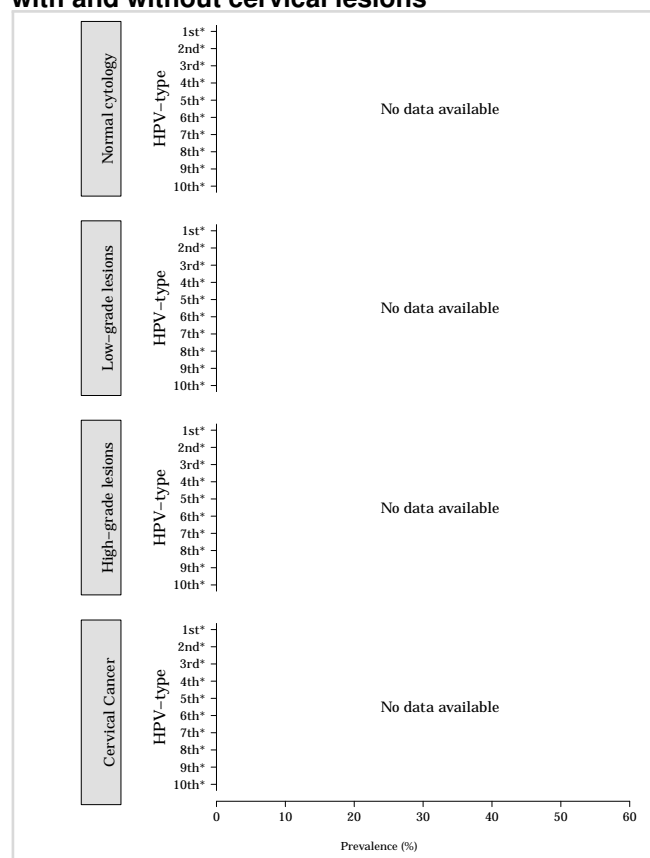 with and without cervical lesions
Normal cytology
HPV−type
1st*
2nd*
3rd*
4th*
5th*
6th*
7th*
8th*
9th*
10th*
No data available
Low−grade lesions
HPV−type
1st*
2nd*
3rd*
4th*
5th*
6th*
7th*
8th*
9th*
10th*
No data available
High−grade lesions
HPV−type
1st*
2nd*
3rd*
4th*
5th*
6th*
7th*
8th*
9th*
10th*
No data available
Cervical Cancer
HPV−type
1st*
2nd*
3rd*
4th*
5th*
6th*
7th*
8th*
9th*
10th*
No data available
0 10 20 30 40 50 60
Prevalence (%)